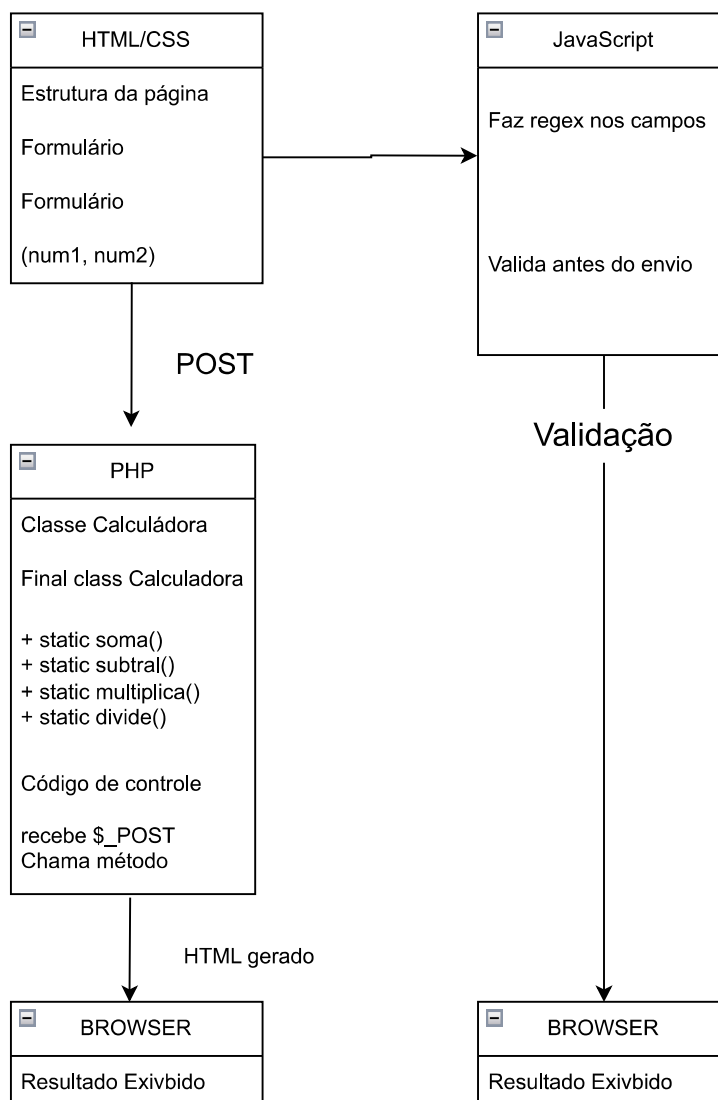 HTML/CSS
Estrutura da página
Formulário
Formulário
(num1, num2)
JavaScript
Faz regex nos campos
Valida antes do envio
POST
Validação
PHP
Classe Calculádora
Final class Calculadora
+ static soma()
+ static subtral()
+ static multiplica()
+ static divide()
Código de controle
recebe $_POST
Chama método
HTML gerado
BROWSER
Resultado Exivbido
BROWSER
Resultado Exivbido